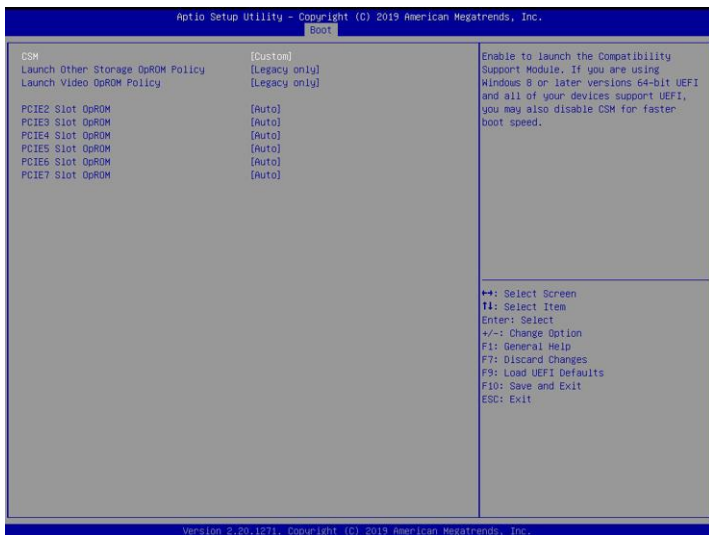 Aptio Setup Utility – Copyright (C) 2019 American Megatrends, Inc.
Boot
CSM [Custom]
Launch Other Storage OpROM Policy [Legacy only]
Launch Video OpROM Policy [Legacy only]
PCIE2 Slot OpROM [Auto]
PCIE3 Slot OpROM [Auto]
PCIE4 Slot OpROM [Auto]
PCIE5 Slot OpROM [Auto]
PCIE6 Slot OpROM [Auto]
PCIE7 Slot OpROM [Auto]
Enable to launch the Compatibility
Support Module. If you are using
Windows 8 or later versions 64-bit UEFI
and all of your devices support UEFI,
you may also disable CSM for faster
boot speed.
↔: Select Screen
↑↓: Select Item
Enter: Select
+/-: Change Option
F1: General Help
F7: Discard Changes
F9: Load UEFI Defaults
F10: Save and Exit
ESC: Exit
Version 2.20.1271. Copyright (C) 2019 American Megatrends, Inc.